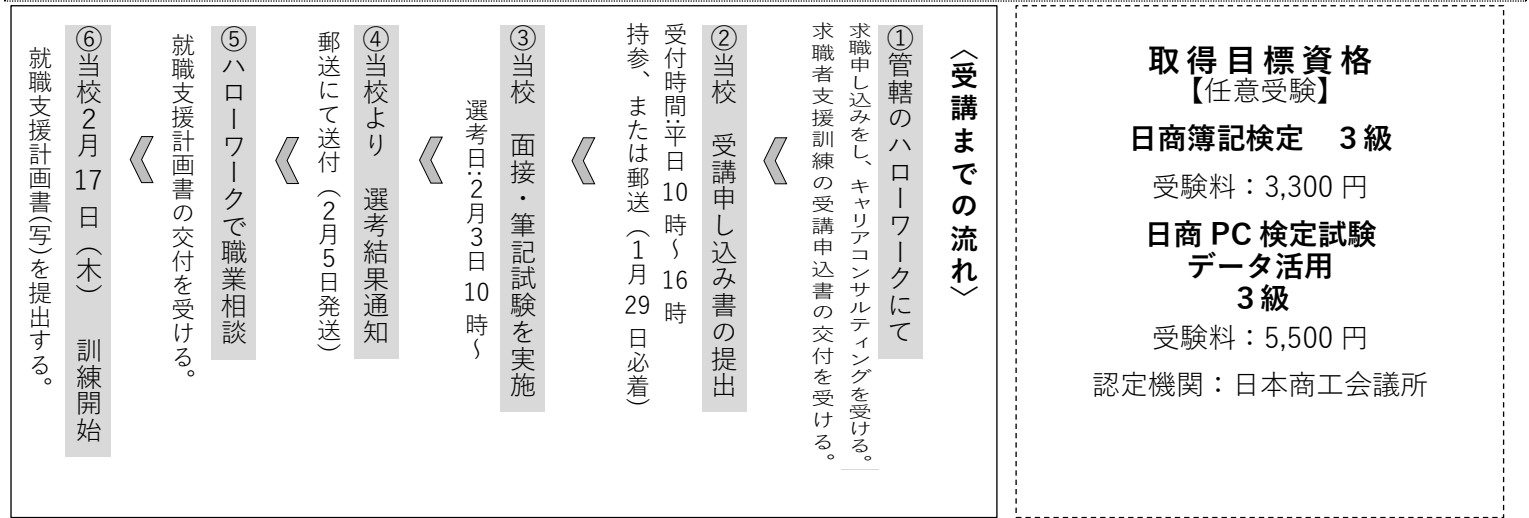 〈受講までの流れ〉
①管轄のハローワークにて
求職申し込みをし、キャリアコンサルティングを受ける。
求職者支援訓練の受講申込書の交付を受ける。
②当校 受講申し込み書の提出
受付時間:平日 10 時~ 16 時
持参、または郵送（1月 29 日必着）
③当校 面接・筆記試験を実施
選考日:2月3日 10 時~
④当校より 選考結果通知
郵送にて送付（2月5日発送）
⑤ハローワークで職業相談
就職支援計画書の交付を受ける。
⑥当校2月 17 日（木） 訓練開始
就職支援計画書(写)を提出する。
取得目標資格
【任意受験】
日商簿記検定 3級
受験料：3,300 円
日商 PC 検定試験
データ活用
3級
受験料：5,500 円
認定機関：日本商工会議所